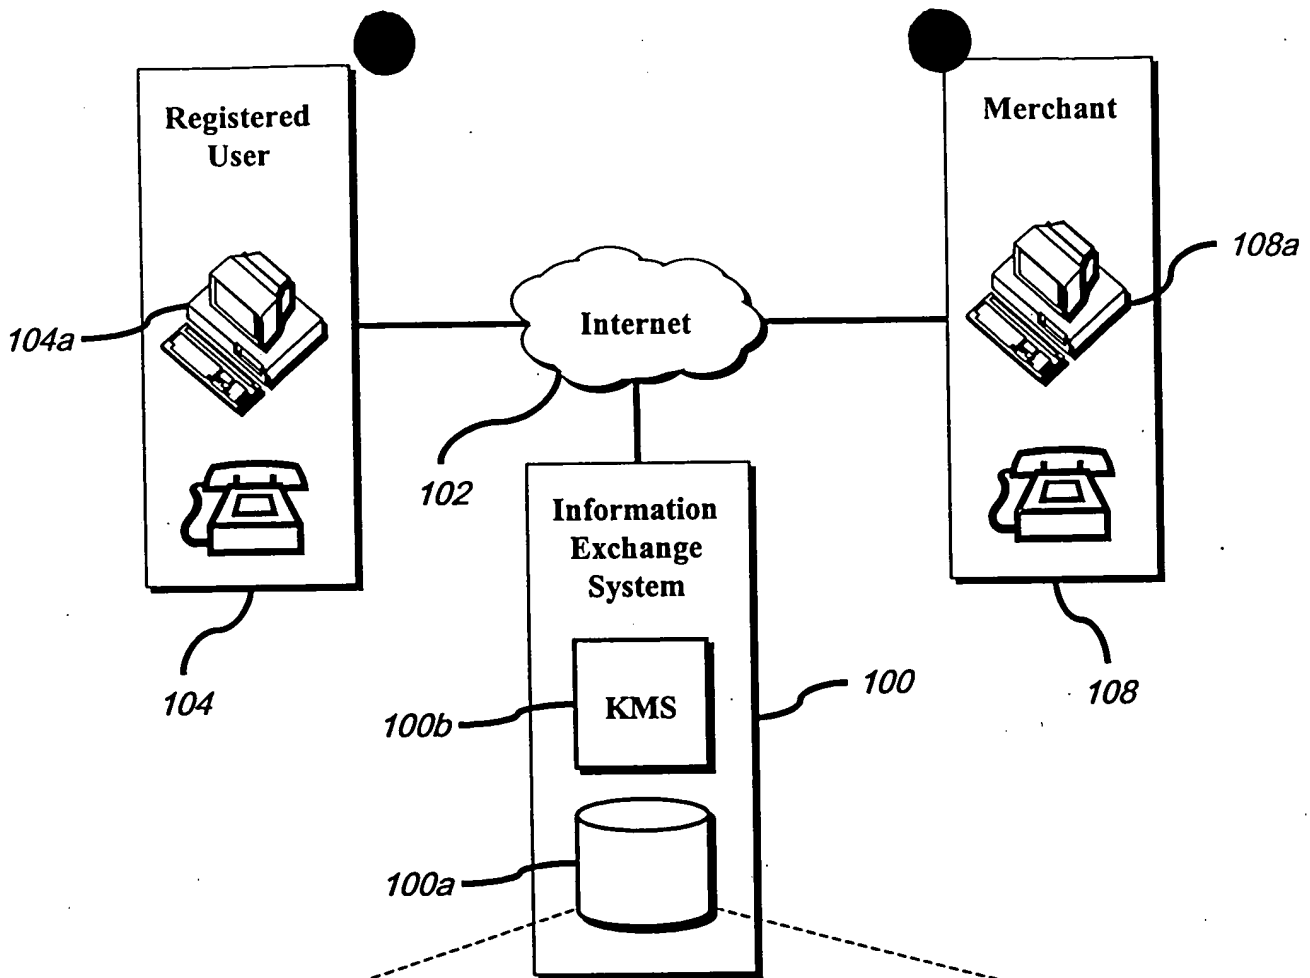 Registered
User
Merchant
108a
104a
Internet
102
Information
Exchange
System
104
108
100
100b
KMS
100a